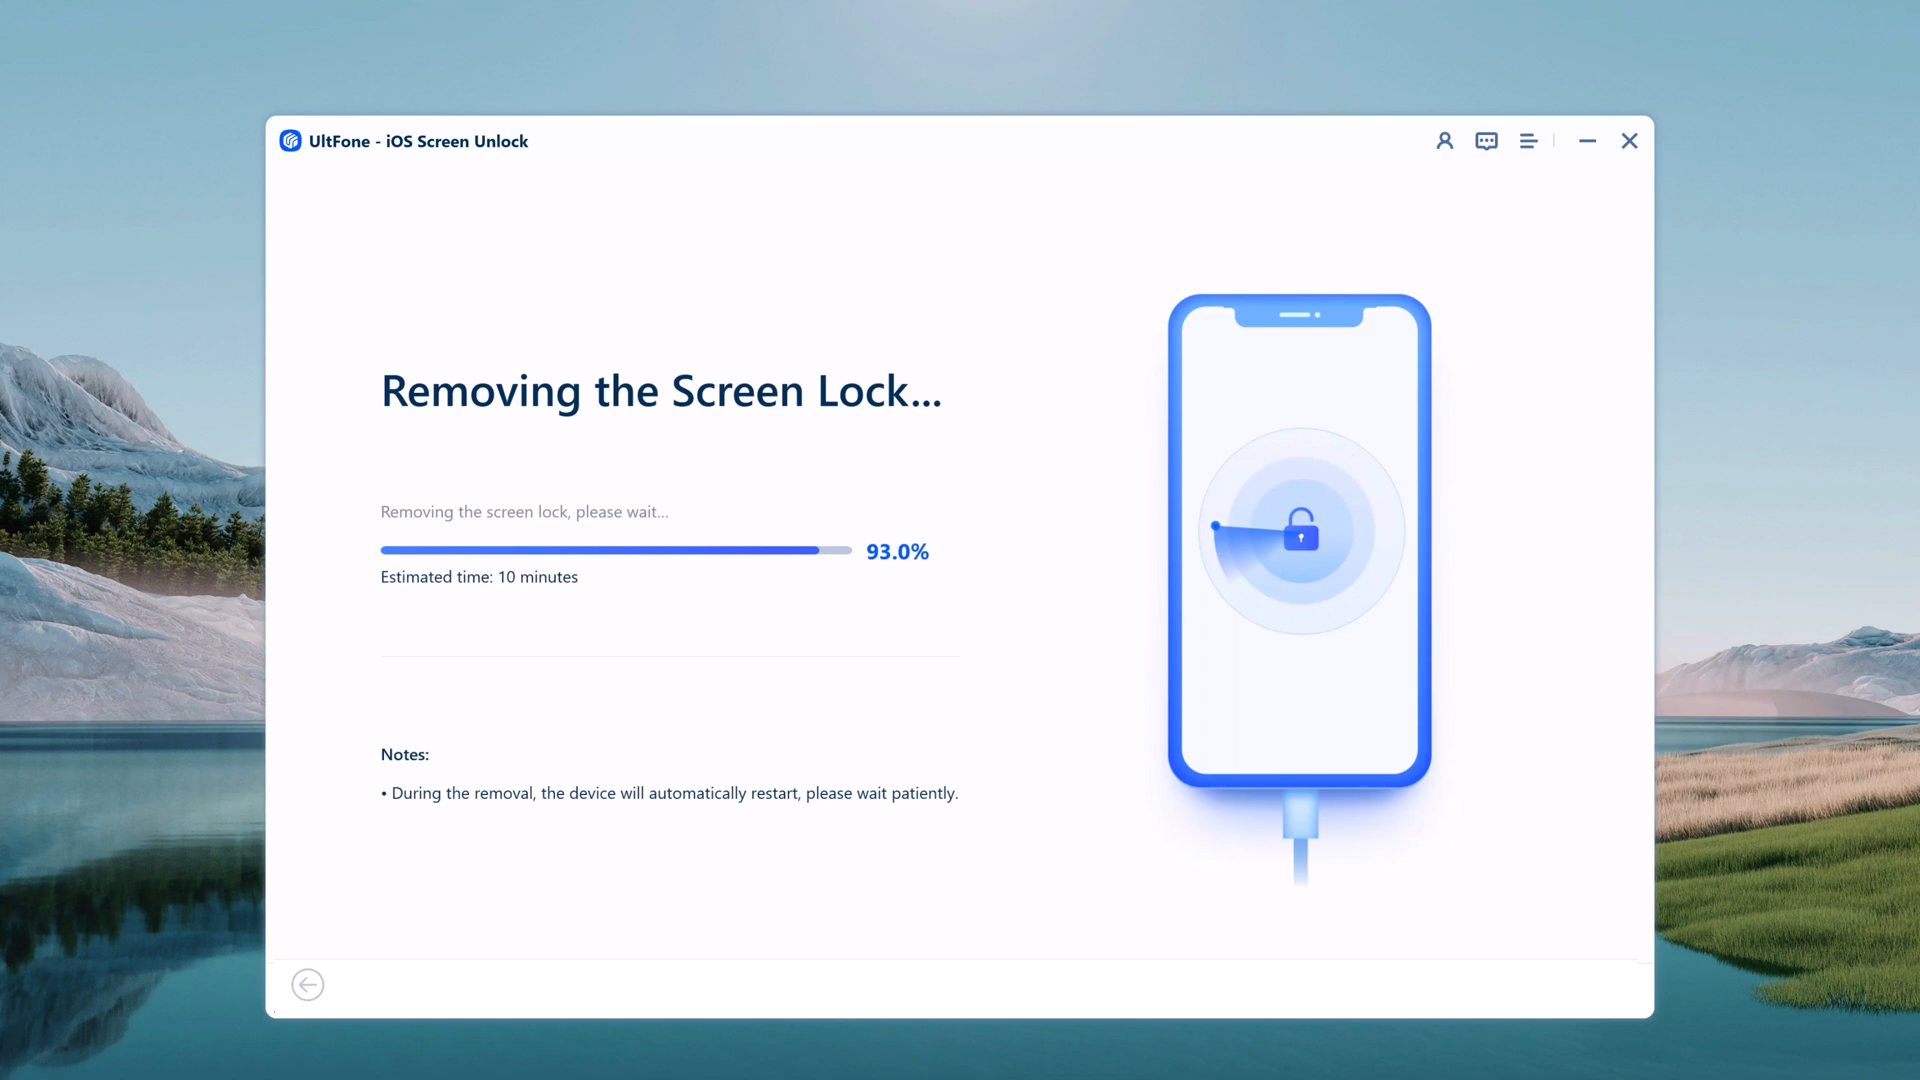 UltFone - iOS Screen Unlock
Removing the Screen Lock...
Removing the screen lock, please wait...
93.0%
Estimated time: 10 minutes
Notes:
• During the removal, the device will automatically restart, please wait patiently.